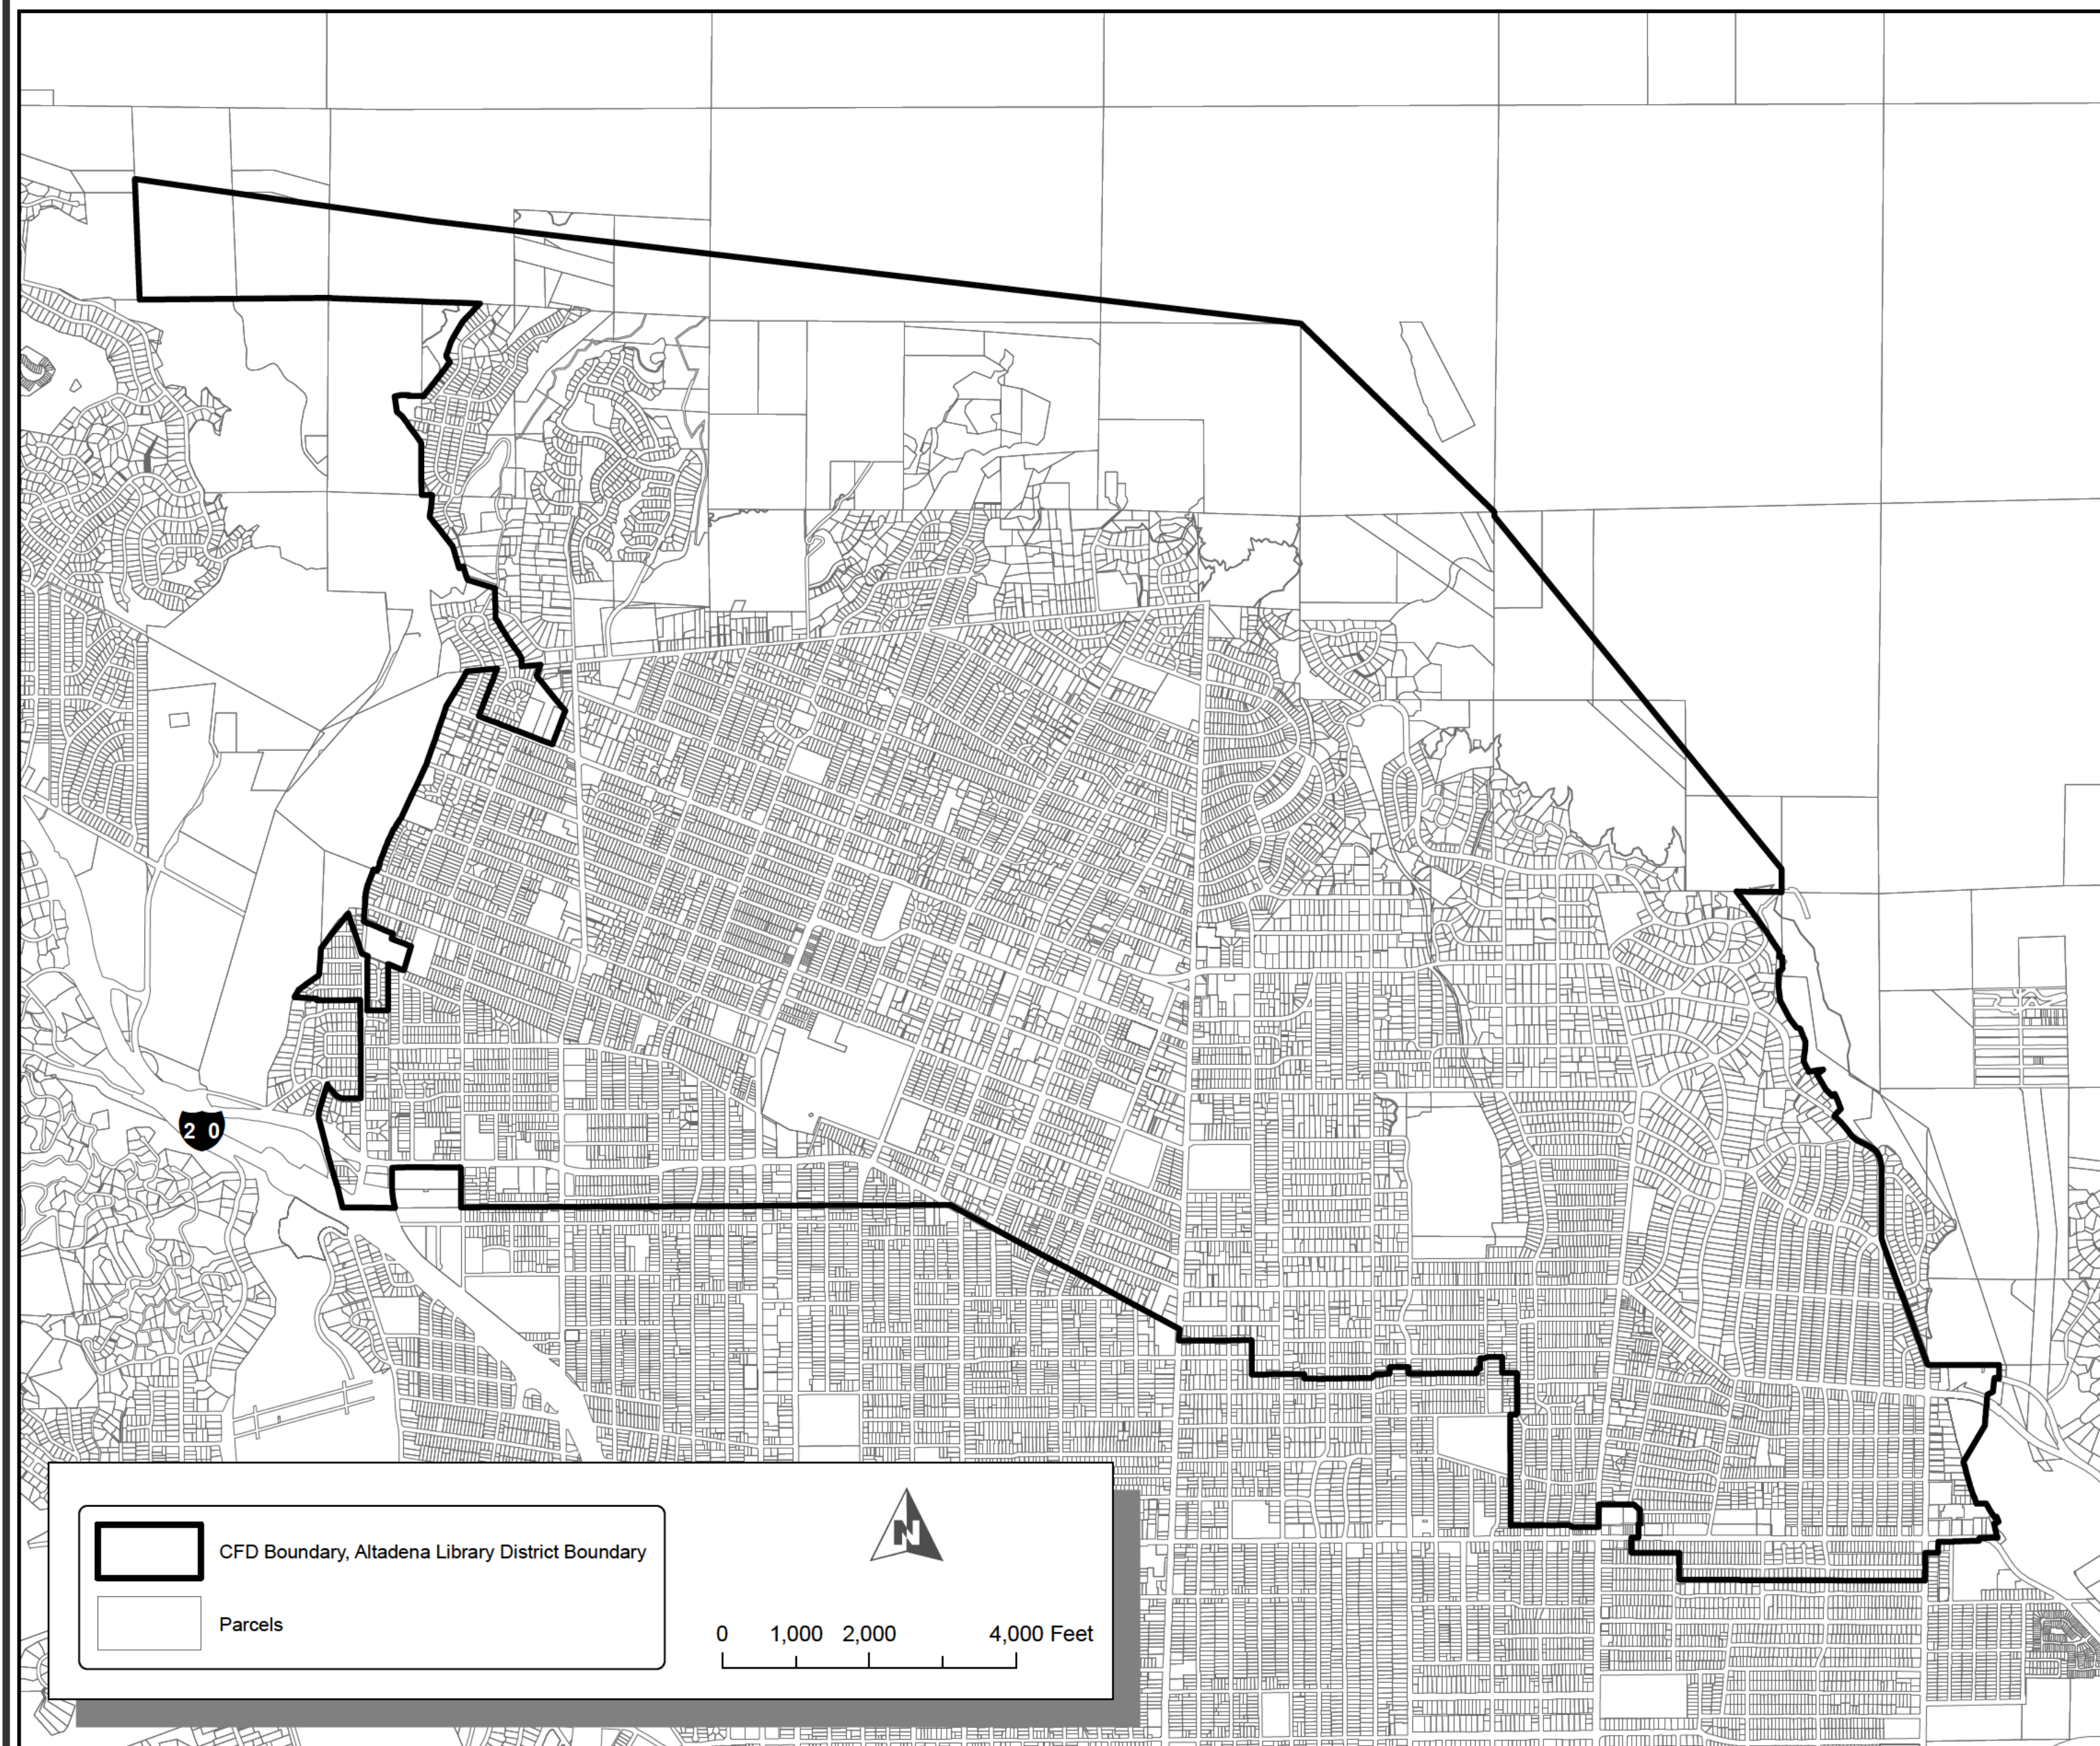 2 0
CFD Boundary, Altadena Library District Boundary
Parcels
N
0 1,000 2,000 4,000 Feet